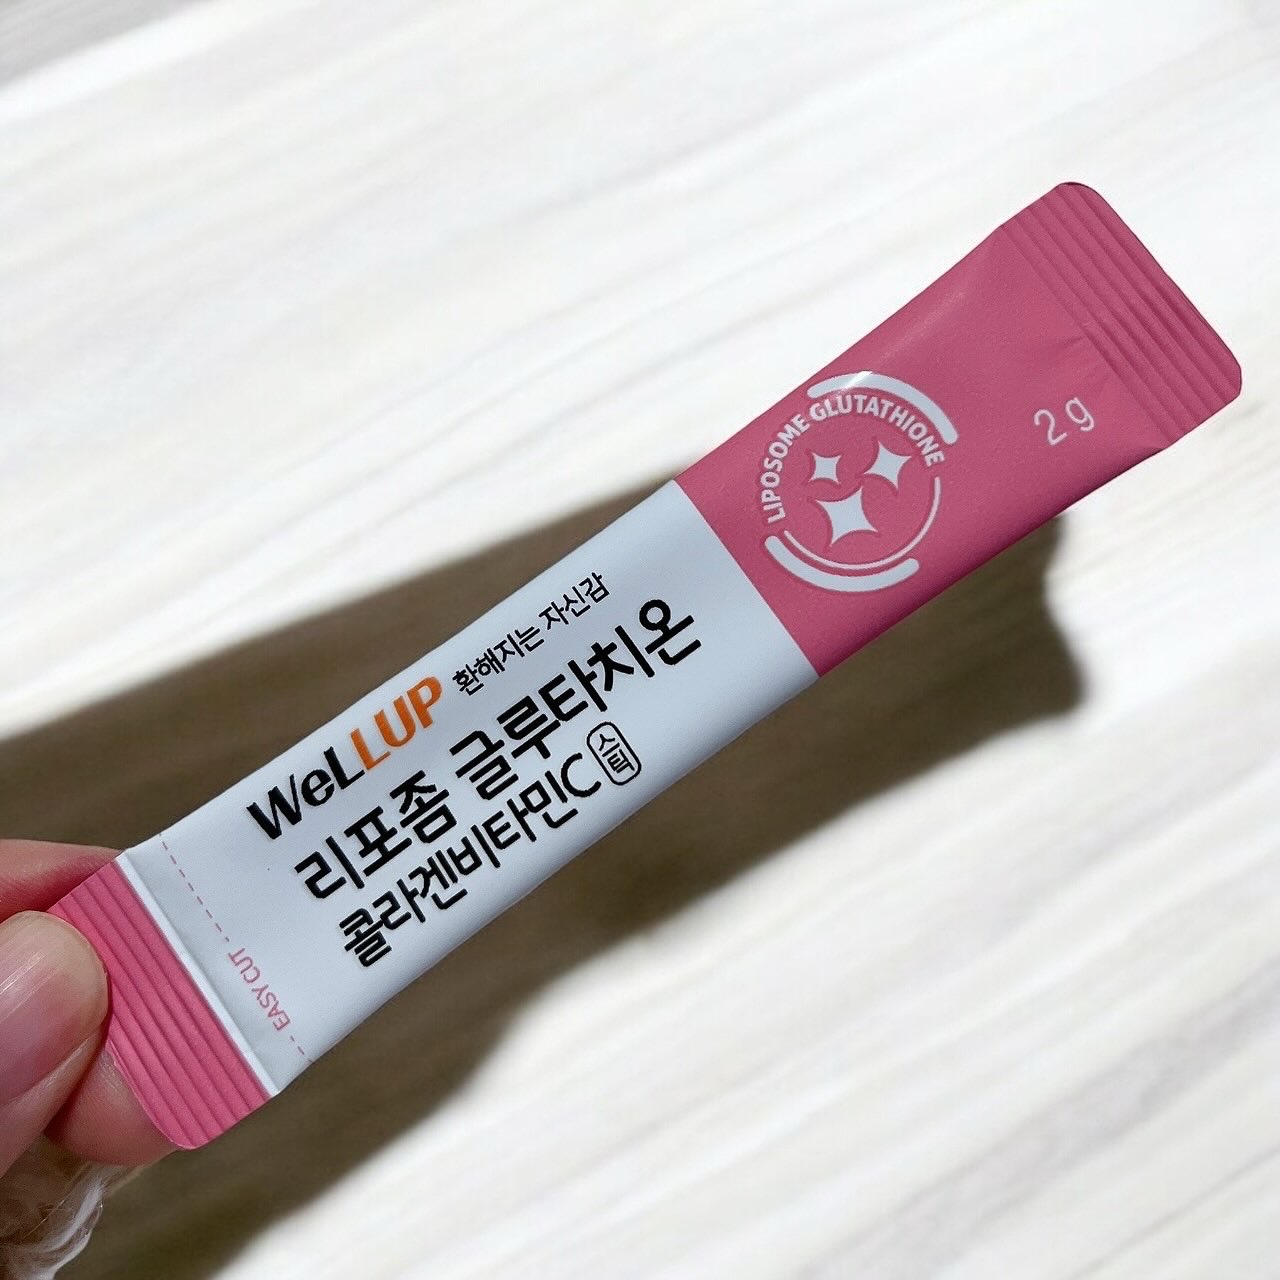 WeLLUP 환해지는 자신감
리포좀 글루타치온
콜라겐비타민C 스틱
LIPOSOME GLUTATHIONE
2g
EASY CUT